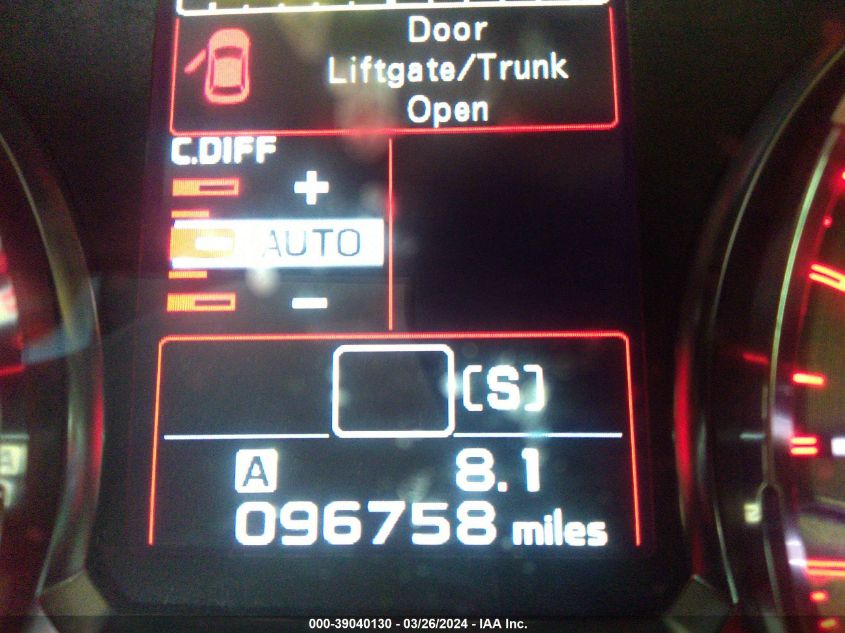 Door
Liftgate/Trunk
Open
C.DIFF
+
AUTO
-
[S]
A 8.1
096758 miles
000-39040130 - 03/26/2024 - IAA Inc.